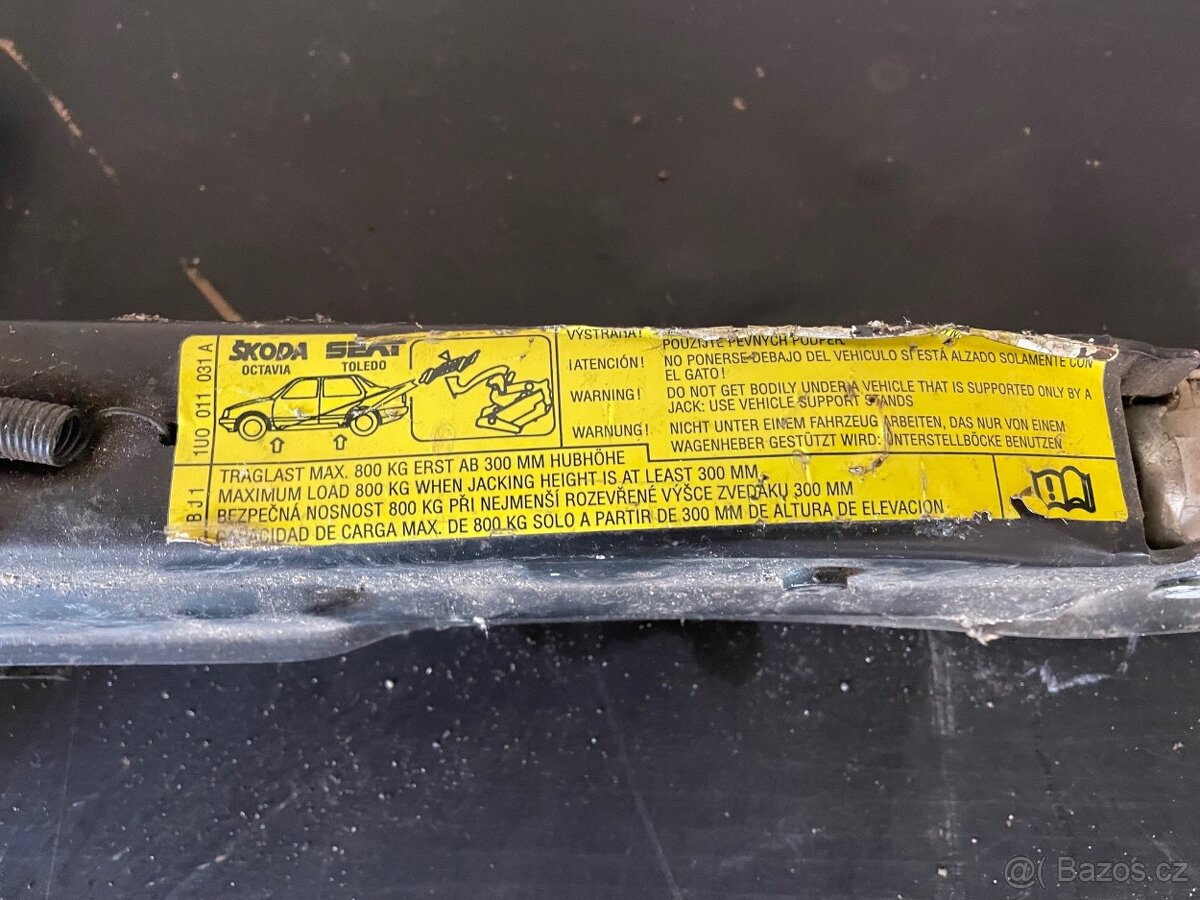 1U0 011 031 A
B.J.1
ŠKODA SEAT
OCTAVIA TOLEDO
VÝSTRAHA! POUŽIJTE PEVNÝCH PODPĚR
¡ATENCIÓN! NO PONERSE DEBAJO DEL VEHICULO SI ESTÁ ALZADO SOLAMENTE CON
EL GATO!
WARNING! DO NOT GET BODILY UNDER A VEHICLE THAT IS SUPPORTED ONLY BY A
JACK: USE VEHICLE SUPPORT STANDS
WARNUNG! NICHT UNTER EINEM FAHRZEUG ARBEITEN, DAS NUR VON EINEM
WAGENHEBER GESTÜTZT WIRD: UNTERSTELLBÖCKE BENUTZEN
TRAGLAST MAX. 800 KG ERST AB 300 MM HUBHÖHE
MAXIMUM LOAD 800 KG WHEN JACKING HEIGHT IS AT LEAST 300 MM
BEZPEČNÁ NOSNOST 800 KG PŘI NEJMENŠÍ ROZEVŘENÉ VÝŠCE ZVEDÁKU 300 MM
CAPACIDAD DE CARGA MAX. DE 800 KG SOLO A PARTIR DE 300 MM DE ALTURA DE ELEVACION
@( Bazos.cz